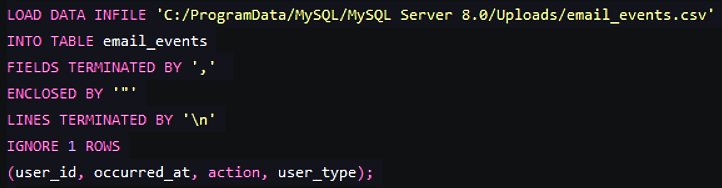 LOAD DATA INFILE 'C:/ProgramData/MySQL/MySQL Server 8.0/Uploads/email_events.csv'
INTO TABLE email_events
FIELDS TERMINATED BY ','
ENCLOSED BY '"'
LINES TERMINATED BY '\n'
IGNORE 1 ROWS
(user_id, occurred_at, action, user_type);